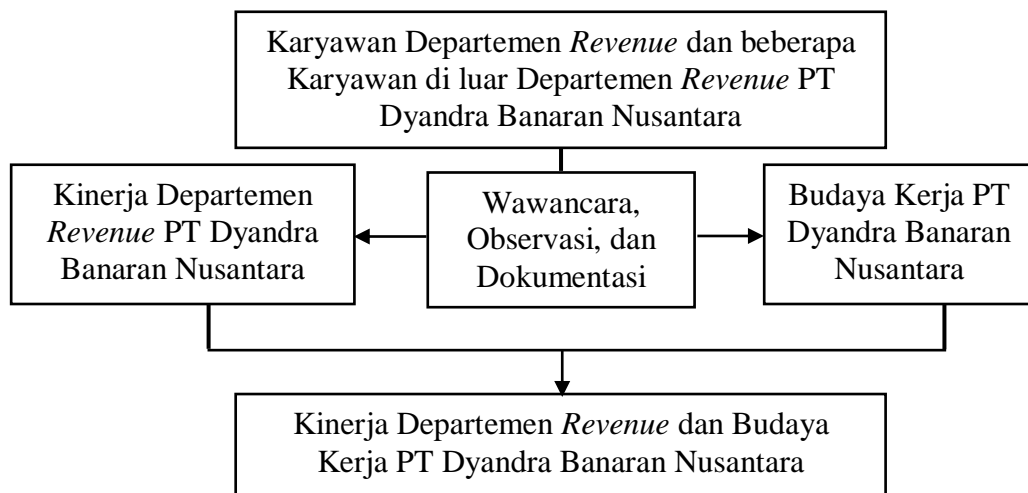 Karyawan Departemen Revenue dan beberapa
Karyawan di luar Departemen Revenue PT
Dyandra Banaran Nusantara
Kinerja Departemen
Revenue PT Dyandra
Banaran Nusantara
Wawancara,
Observasi, dan
Dokumentasi
Budaya Kerja PT
Dyandra Banaran
Nusantara
Kinerja Departemen Revenue dan Budaya
Kerja PT Dyandra Banaran Nusantara